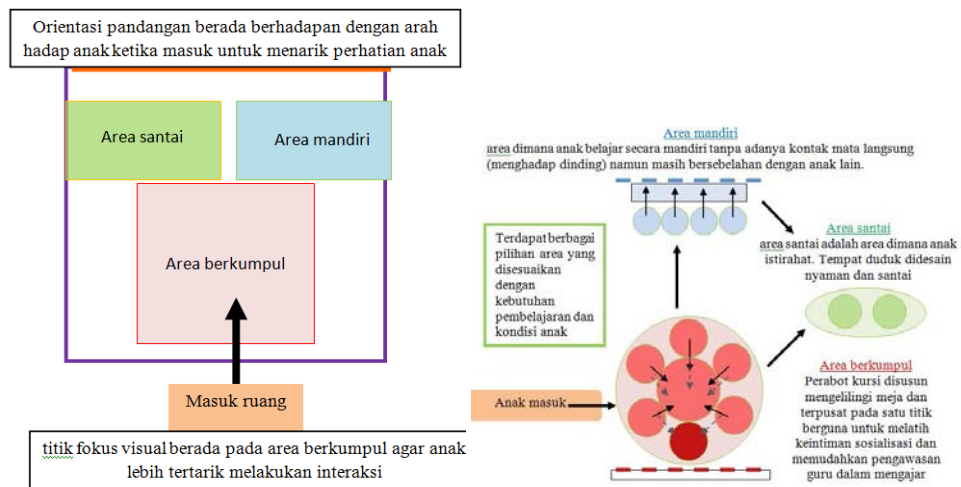 Orientasi pandangan berada berhadapan dengan arah
hadap anak ketika masuk untuk menarik perhatian anak
Area santai
Area mandiri
Area berkumpul
Masuk ruang
titik fokus visual berada pada area berkumpul agar anak
lebih tertarik melakukan interaksi
Area mandiri
area dimana anak belajar secara mandiri tanpa adanya kontak mata langsung
(menghadap dinding) namun masih bersebelahan dengan anak lain.
Terdapat berbagai
pilihan area yang
disesuaikan
dengan
kebutuhan
pembelajaran dan
kondisi anak
Area santai
area santai adalah area dimana anak
istirahat. Tempat duduk didesain
nyaman dan santai
Anak masuk
Area berkumpul
Perabot kursi disusun
mengelilingi meja dan
terpusat pada satu titik
berguna untuk melatih
keintiman sosialisasi dan
memudahkan pengawasan
guru dalam mengajar